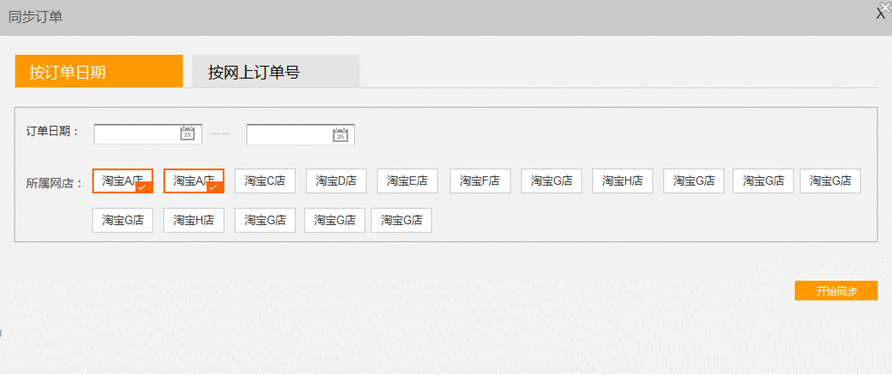 同步订单 X
按订单日期 按网上订单号
订单日期： 25 —— 25
所属网店： 淘宝A店 淘宝A店 淘宝C店 淘宝D店 淘宝E店 淘宝F店 淘宝G店 淘宝H店 淘宝G店 淘宝G店 淘宝G店
淘宝G店 淘宝H店 淘宝G店 淘宝G店 淘宝G店
开始同步